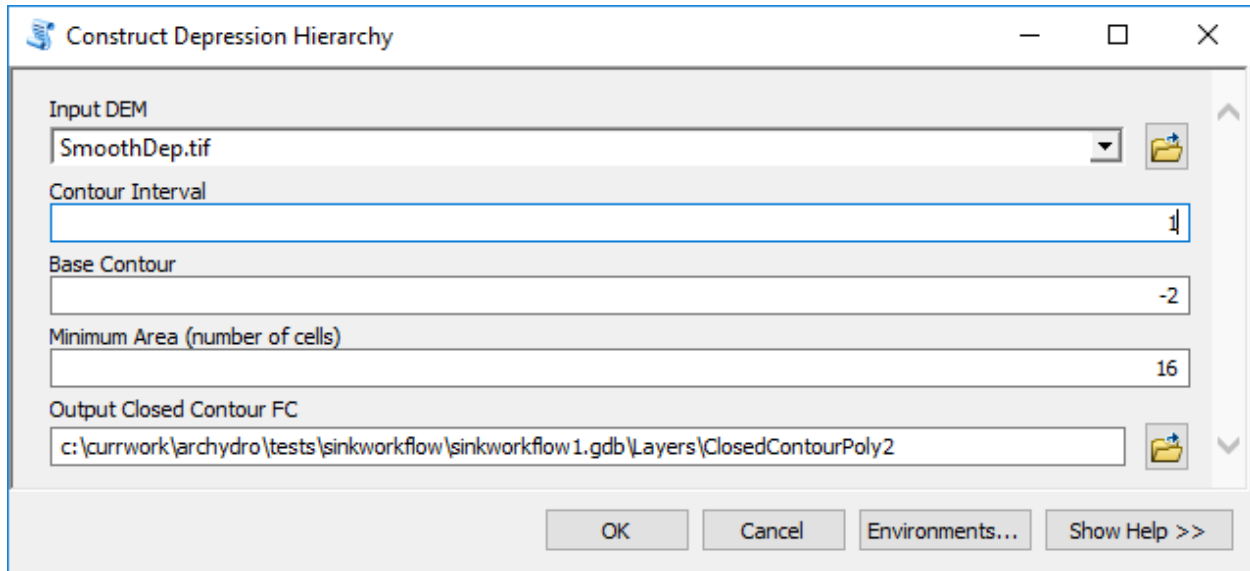 Construct Depression Hierarchy
Input DEM
SmoothDep.tif
Contour Interval
1
Base Contour
-2
Minimum Area (number of cells)
16
Output Closed Contour FC
c:\currwork\archydro\tests\sinkworkflow\sinkworkflow1.gdb\Layers\ClosedContourPoly2
OK Cancel Environments... Show Help >>